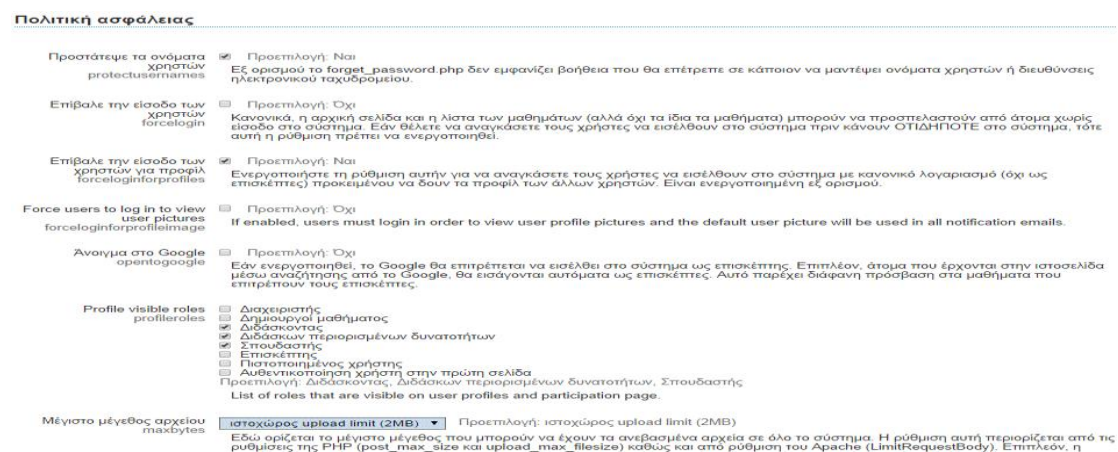 Πολιτική ασφάλειας
Προστάτεψε τα ονόματα χρηστών
protectusernames
Προεπιλογή: Ναι
Εξ ορισμού το forget_password.php δεν εμφανίζει βοήθεια που θα επέτρεπε σε κάποιον να μαντέψει ονόματα χρηστών ή διευθύνσεις
ηλεκτρονικού ταχυδρομείου.
Επίβαλε την είσοδο των χρηστών
forcelogin
Προεπιλογή: Όχι
Κανονικά, η αρχική σελίδα και η λίστα των μαθημάτων (αλλά όχι τα ίδια τα μαθήματα) μπορούν να προσπελαστούν από άτομα χωρίς
είσοδο στο σύστημα. Εάν θέλετε να αναγκάσετε τους χρήστες να εισέλθουν στο σύστημα πριν κάνουν ΟΤΙΔΗΠΟΤΕ στο σύστημα, τότε
αυτή η ρύθμιση πρέπει να ενεργοποιηθεί.
Επίβαλε την είσοδο των χρηστών για προφίλ
forceloginforprofiles
Προεπιλογή: Ναι
Ενεργοποιήστε τη ρύθμιση αυτήν για να αναγκάσετε τους χρήστες να εισέλθουν στο σύστημα με κανονικό λογαριασμό (όχι ως
επισκέπτες) προκειμένου να δουν τα προφίλ των άλλων χρηστών. Είναι ενεργοποιημένη εξ ορισμού.
Force users to log in to view user pictures
forceloginforprofileimage
Προεπιλογή: Όχι
If enabled, users must login in order to view user profile pictures and the default user picture will be used in all notification emails.
Άνοιγμα στο Google
opentogoogle
Προεπιλογή: Όχι
Εάν ενεργοποιηθεί, το Google θα επιτρέπεται να εισέλθει στο σύστημα ως επισκέπτης. Επιπλέον, άτομα που έρχονται στην ιστοσελίδα
μέσω αναζήτησης από το Google, θα εισάγονται αυτόματα ως επισκέπτες. Αυτό παρέχει διάφανη πρόσβαση στα μαθήματα που
επιτρέπουν τους επισκέπτες.
Profile visible roles
profileroles
Διαχειριστής
Δημιουργοί μαθήματος
Διδάσκοντας
Διδάσκων περιορισμένων δυνατοτήτων
Σπουδαστής
Επισκέπτης
Πιστοποιημένος χρήστης
Αυθεντικοποίηση χρήστη στην πρώτη σελίδα
Προεπιλογή: Διδάσκοντας, Διδάσκων περιορισμένων δυνατοτήτων, Σπουδαστής
List of roles that are visible on user profiles and participation page.
Μέγιστο μέγεθος αρχείου
maxbytes
ιστοχώρος upload limit (2MB)
Προεπιλογή: ιστοχώρος upload limit (2MB)
Εδώ ορίζεται το μέγιστο μέγεθος που μπορούν να έχουν τα ανεβασμένα αρχεία σε όλο το σύστημα. Η ρύθμιση αυτή περιορίζεται από τις
ρυθμίσεις της PHP (post_max_size και upload_max_filesize) καθώς και από ρύθμιση του Apache (LimitRequestBody). Επιπλέον, η